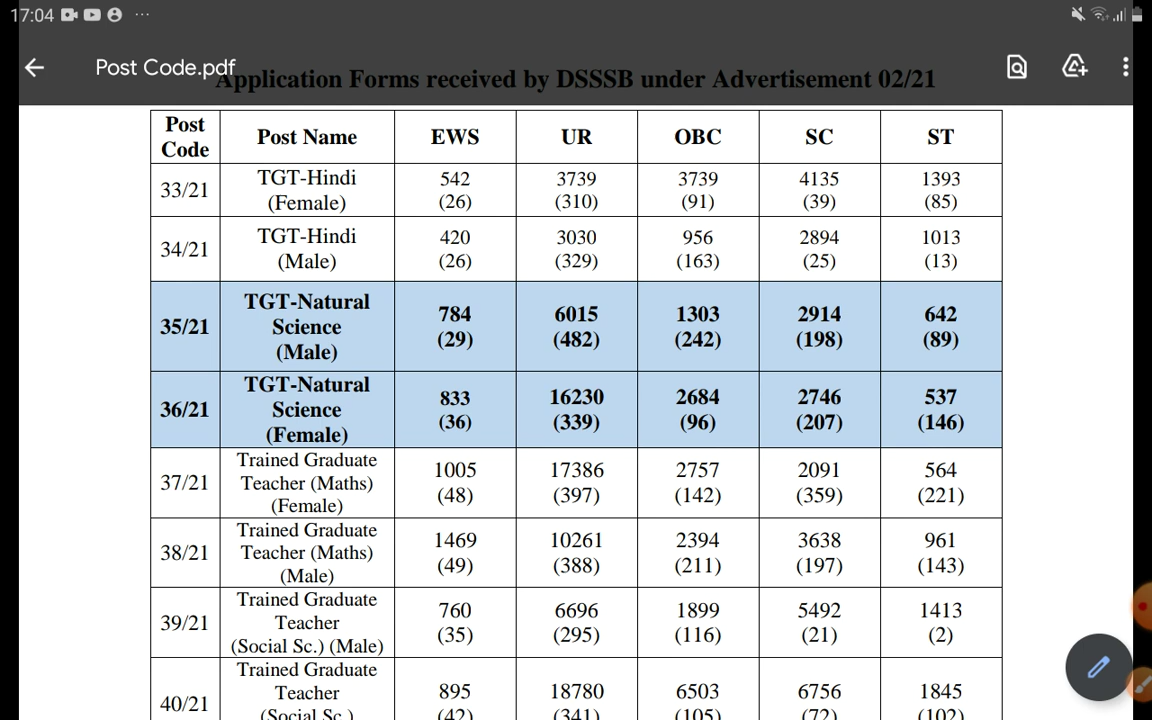 17:04
Post Code.pdf
Application Forms received by DSSSB under Advertisement 02/21
Post Code Post Name EWS UR OBC SC ST
33/21 TGT-Hindi (Female) 542 (26) 3739 (310) 3739 (91) 4135 (39) 1393 (85)
34/21 TGT-Hindi (Male) 420 (26) 3030 (329) 956 (163) 2894 (25) 1013 (13)
35/21 TGT-Natural Science (Male) 784 (29) 6015 (482) 1303 (242) 2914 (198) 642 (89)
36/21 TGT-Natural Science (Female) 833 (36) 16230 (339) 2684 (96) 2746 (207) 537 (146)
37/21 Trained Graduate Teacher (Maths) (Female) 1005 (48) 17386 (397) 2757 (142) 2091 (359) 564 (221)
38/21 Trained Graduate Teacher (Maths) (Male) 1469 (49) 10261 (388) 2394 (211) 3638 (197) 961 (143)
39/21 Trained Graduate Teacher (Social Sc.) (Male) 760 (35) 6696 (295) 1899 (116) 5492 (21) 1413 (2)
40/21 Trained Graduate Teacher (Social Sc.) 895 (42) 18780 (341) 6503 (105) 6756 (72) 1845 (102)